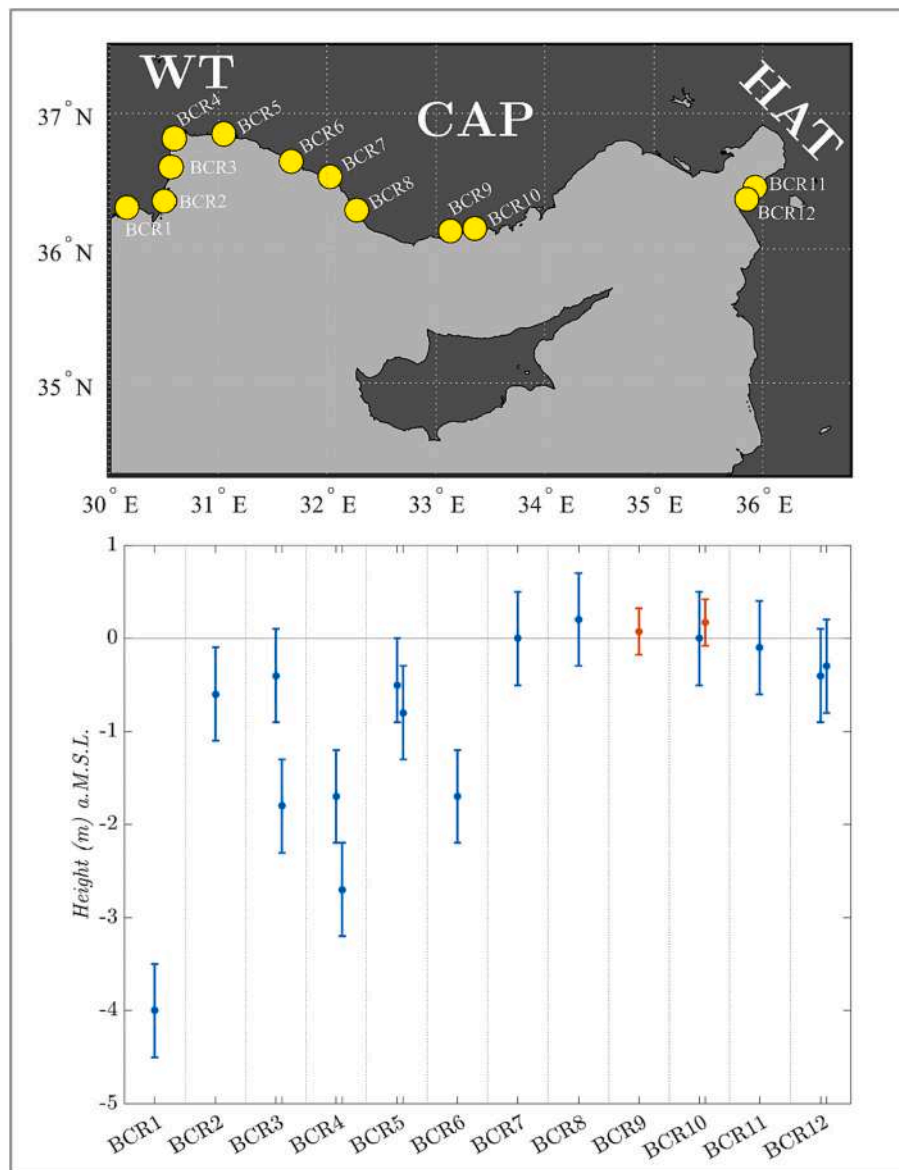 WT
CAP
HAT
BCR4
BCR5
BCR3
BCR6
BCR7
BCR2
BCR8
BCR1
BCR9
BCR10
BCR11
BCR12
37°N
36°N
35°N
30°E 31°E 32°E 33°E 34°E 35°E 36°E
Height (m) a.M.S.L.
1
0
-1
-2
-3
-4
-5
BCR1 BCR2 BCR3 BCR4 BCR5 BCR6 BCR7 BCR8 BCR9 BCR10 BCR11 BCR12